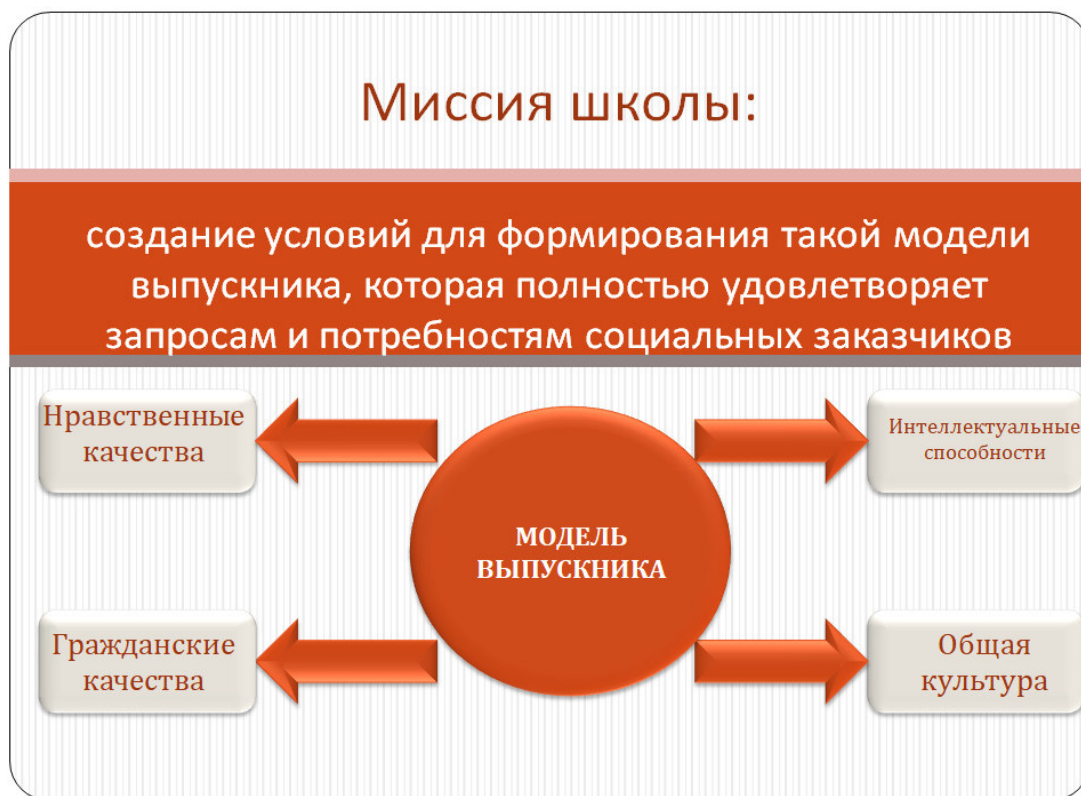 Миссия школы:
создание условий для формирования такой модели
выпускника, которая полностью удовлетворяет
запросам и потребностям социальных заказчиков
Нравственные
качества
Интеллектуальные
способности
МОДЕЛЬ
ВЫПУСКНИКА
Гражданские
качества
Общая
культура